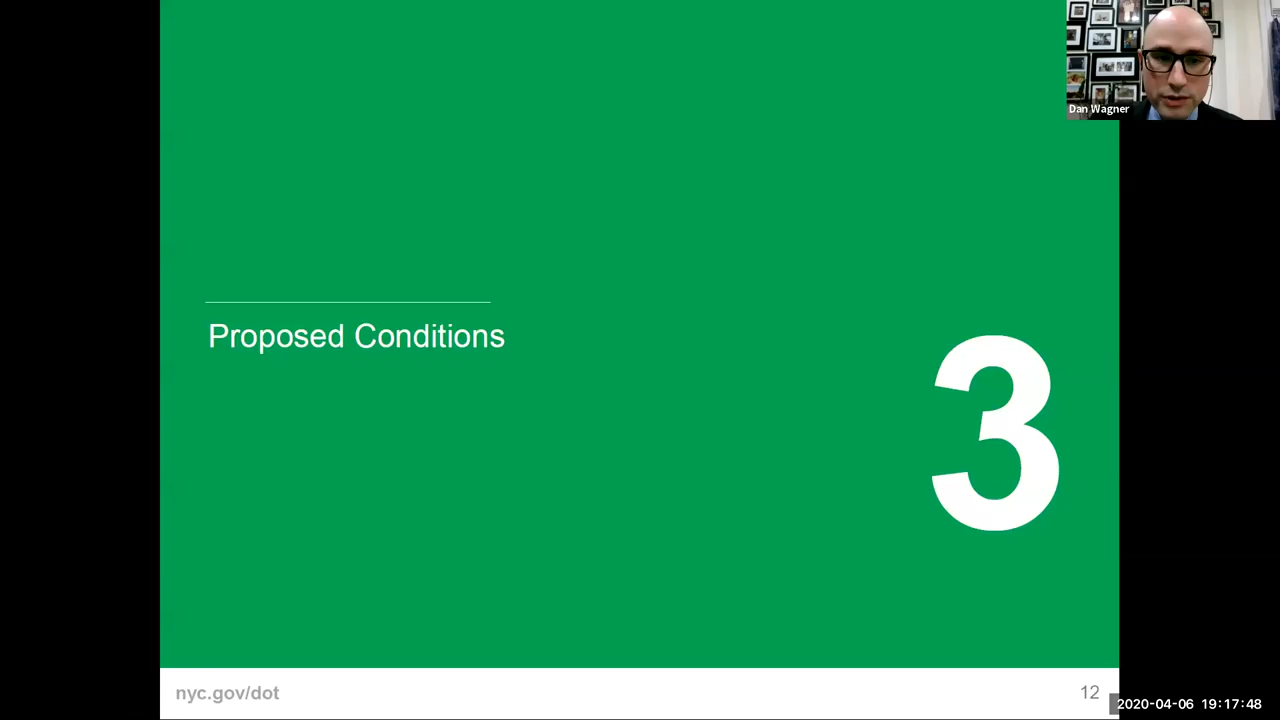 Dan Wagner
Proposed Conditions
3
nyc.gov/dot
12
2020-04-06 19:17:48